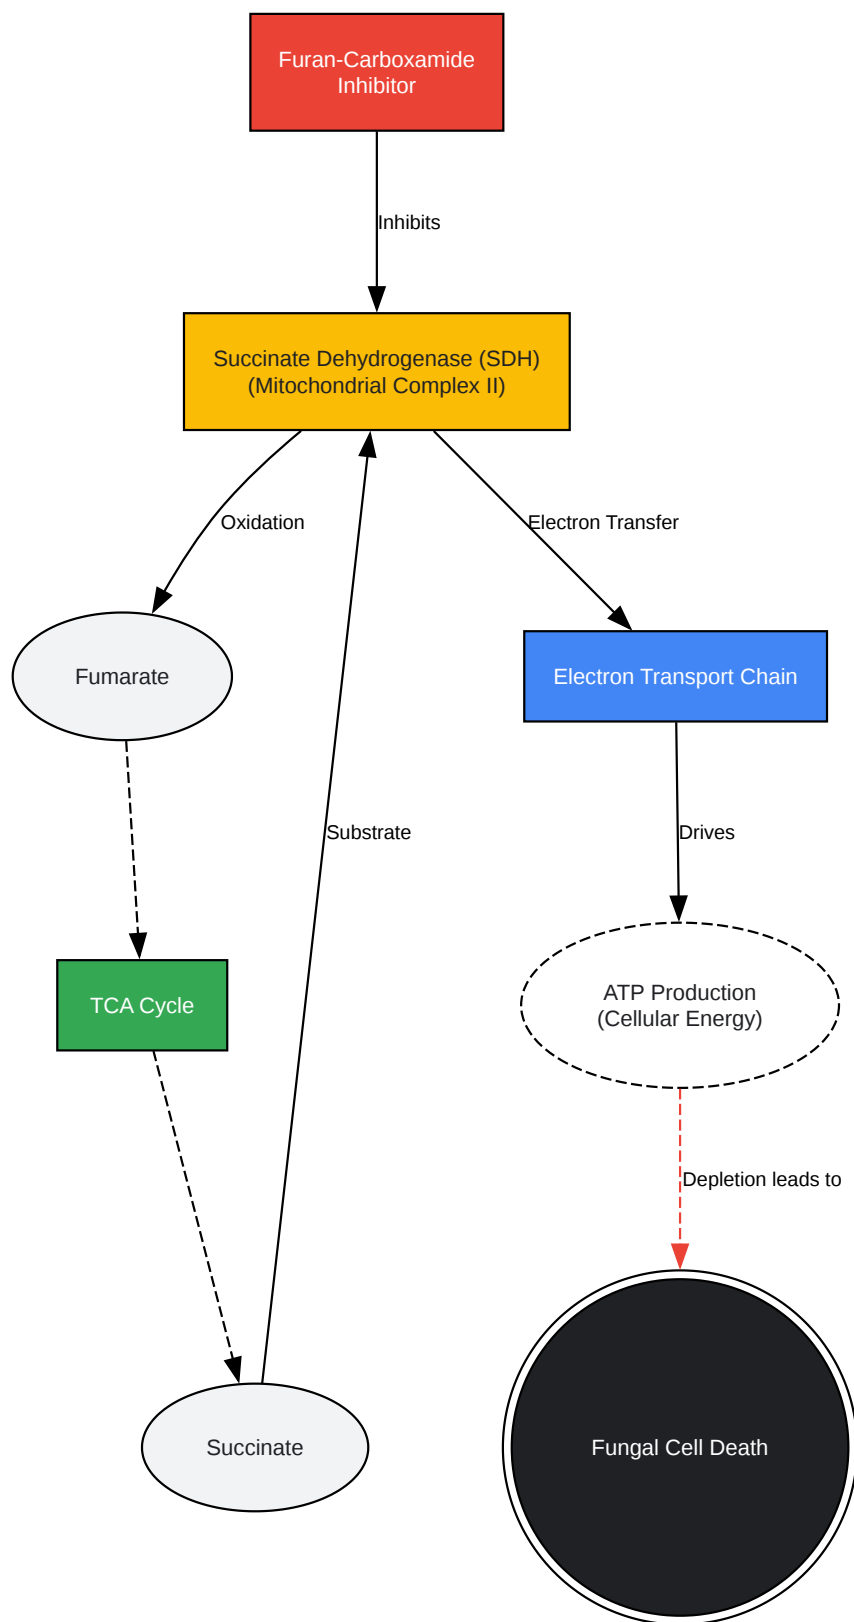 Furan-Carboxamide
Inhibitor
Inhibits
Succinate Dehydrogenase (SDH)
(Mitochondrial Complex II)
Oxidation
Electron Transfer
Fumarate
Electron Transport Chain
Substrate
Drives
TCA Cycle
ATP Production
(Cellular Energy)
Depletion leads to
Succinate
Fungal Cell Death